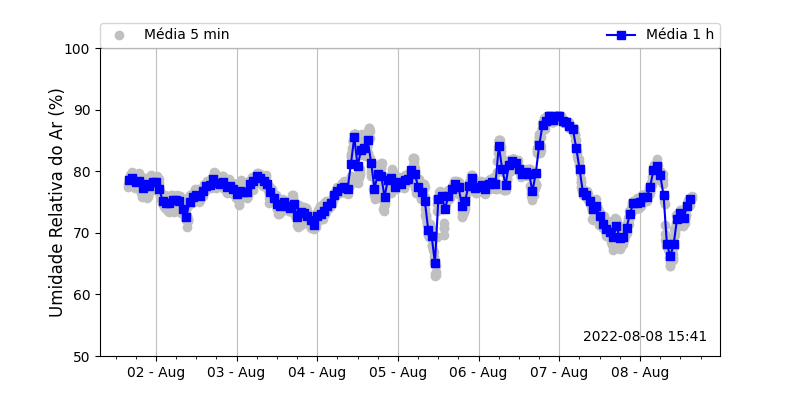 Média 5 min
Média 1 h
Umidade Relativa do Ar (%)
100
90
80
70
60
50
2022-08-08 15:41
02 - Aug
03 - Aug
04 - Aug
05 - Aug
06 - Aug
07 - Aug
08 - Aug